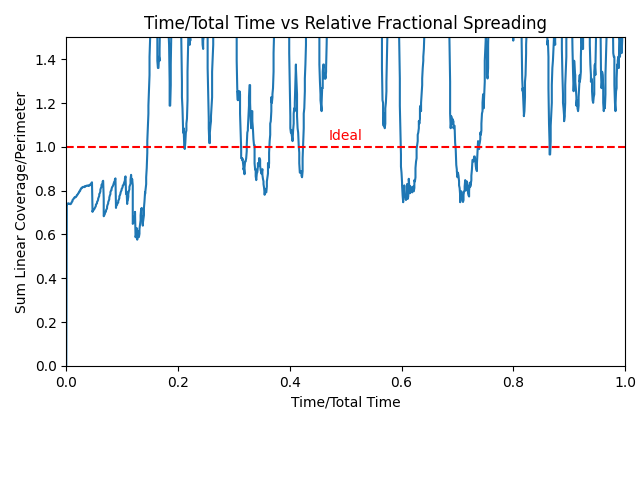 Time/Total Time vs Relative Fractional Spreading
Sum Linear Coverage/Perimeter
1.4
1.2
1.0
0.8
0.6
0.4
0.2
0.0
Ideal
0.0 0.2 0.4 0.6 0.8 1.0
Time/Total Time